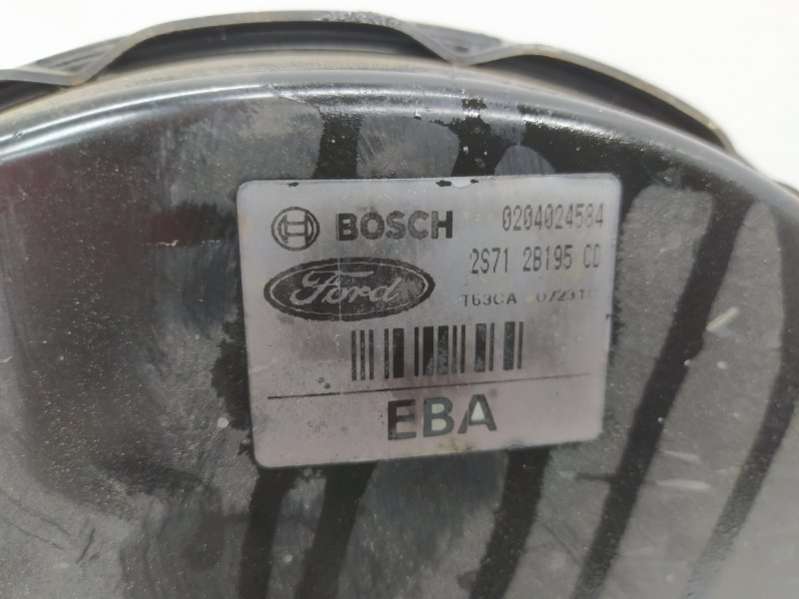 BOSCH 0204024584
Ford 2S71 2B195 CD
T63CA
EBA